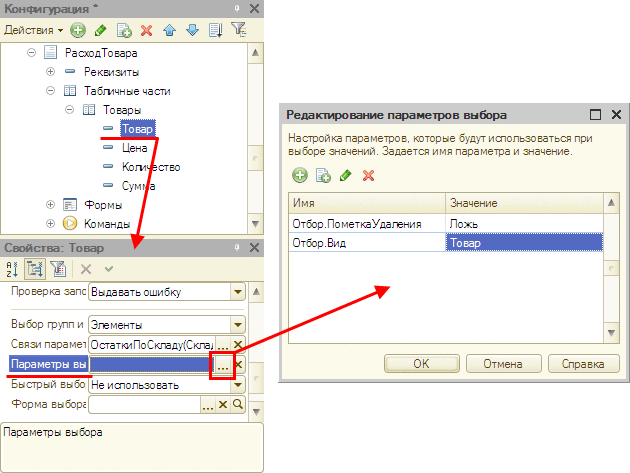 Конфигурация *
Действия
РасходТовара
Реквизиты
Табличные части
Товары
Товар
Цена
Количество
Сумма
Формы
Команды
Свойства: Товар
Проверка запо
Выдавать ошибку
Выбор групп и
Элементы
Связи парамет
ОстаткиПоСкладу(Склад
...
Параметры вы
...
Быстрый выбо
Не использовать
Форма выбора
...
Параметры выбора
Редактирование параметров выбора
Настройка параметров, которые будут использоваться при
выборе значений. Задается имя параметра и значение.
Имя Значение
Отбор.ПометкаУдаления Ложь
Отбор.Вид Товар
OK Отмена Справка